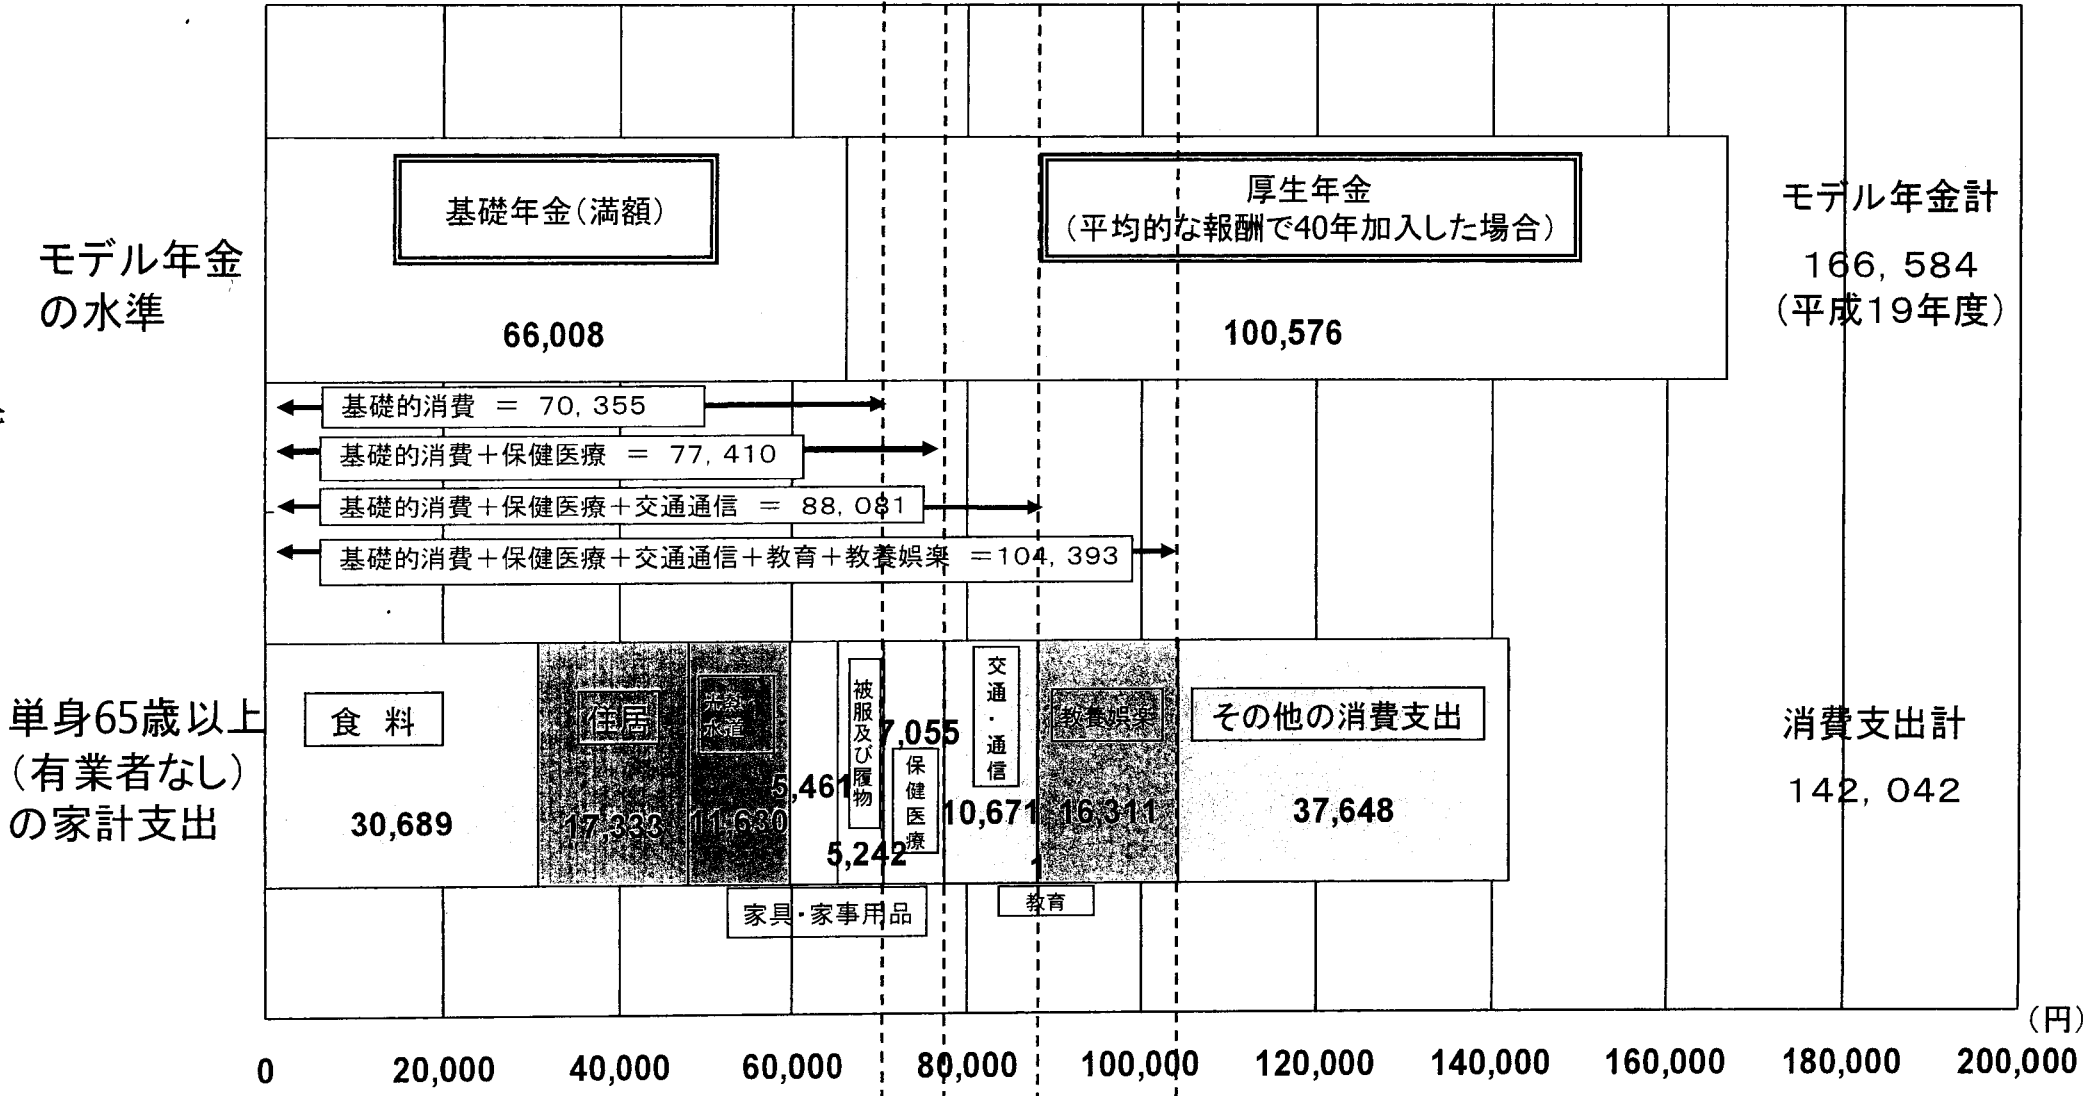 モデル年金
の水準
基礎年金(満額)
66,008
厚生年金
(平均的な報酬で40年加入した場合)
100,576
モデル年金計
166,584
(平成19年度)
基礎的消費 = 70,355
基礎的消費+保健医療 = 77,410
基礎的消費+保健医療+交通通信 = 88,081
基礎的消費+保健医療+交通通信+教育+教養娯楽 =104,393
単身65歳以上
(有業者なし)
の家計支出
食 料
30,689
住居
17,333
光熱
水道
11,630
5,461
家具・家事用品
被服及び履物
5,242
7,055
保健医療
交通・通信
10,671
1
教育
教養娯楽
16,311
その他の消費支出
37,648
消費支出計
142,042
(円)
0 20,000 40,000 60,000 80,000 100,000 120,000 140,000 160,000 180,000 200,000